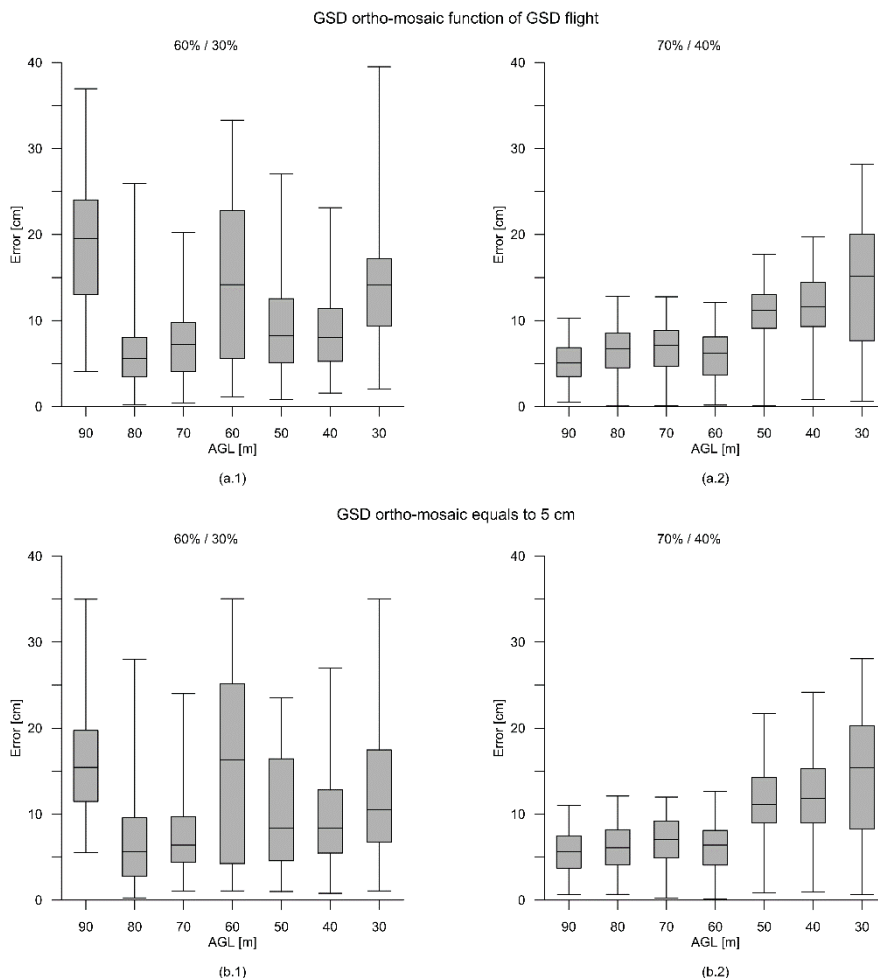 GSD ortho-mosaic function of GSD flight
60% / 30%
70% / 40%
40
30
20
10
0
Error [cm]
90 80 70 60 50 40 30
AGL [m]
(a.1)
40
30
20
10
0
Error [cm]
90 80 70 60 50 40 30
AGL [m]
(a.2)
GSD ortho-mosaic equals to 5 cm
60% / 30%
70% / 40%
40
30
20
10
0
Error [cm]
90 80 70 60 50 40 30
AGL [m]
(b.1)
40
30
20
10
0
Error [cm]
90 80 70 60 50 40 30
AGL [m]
(b.2)